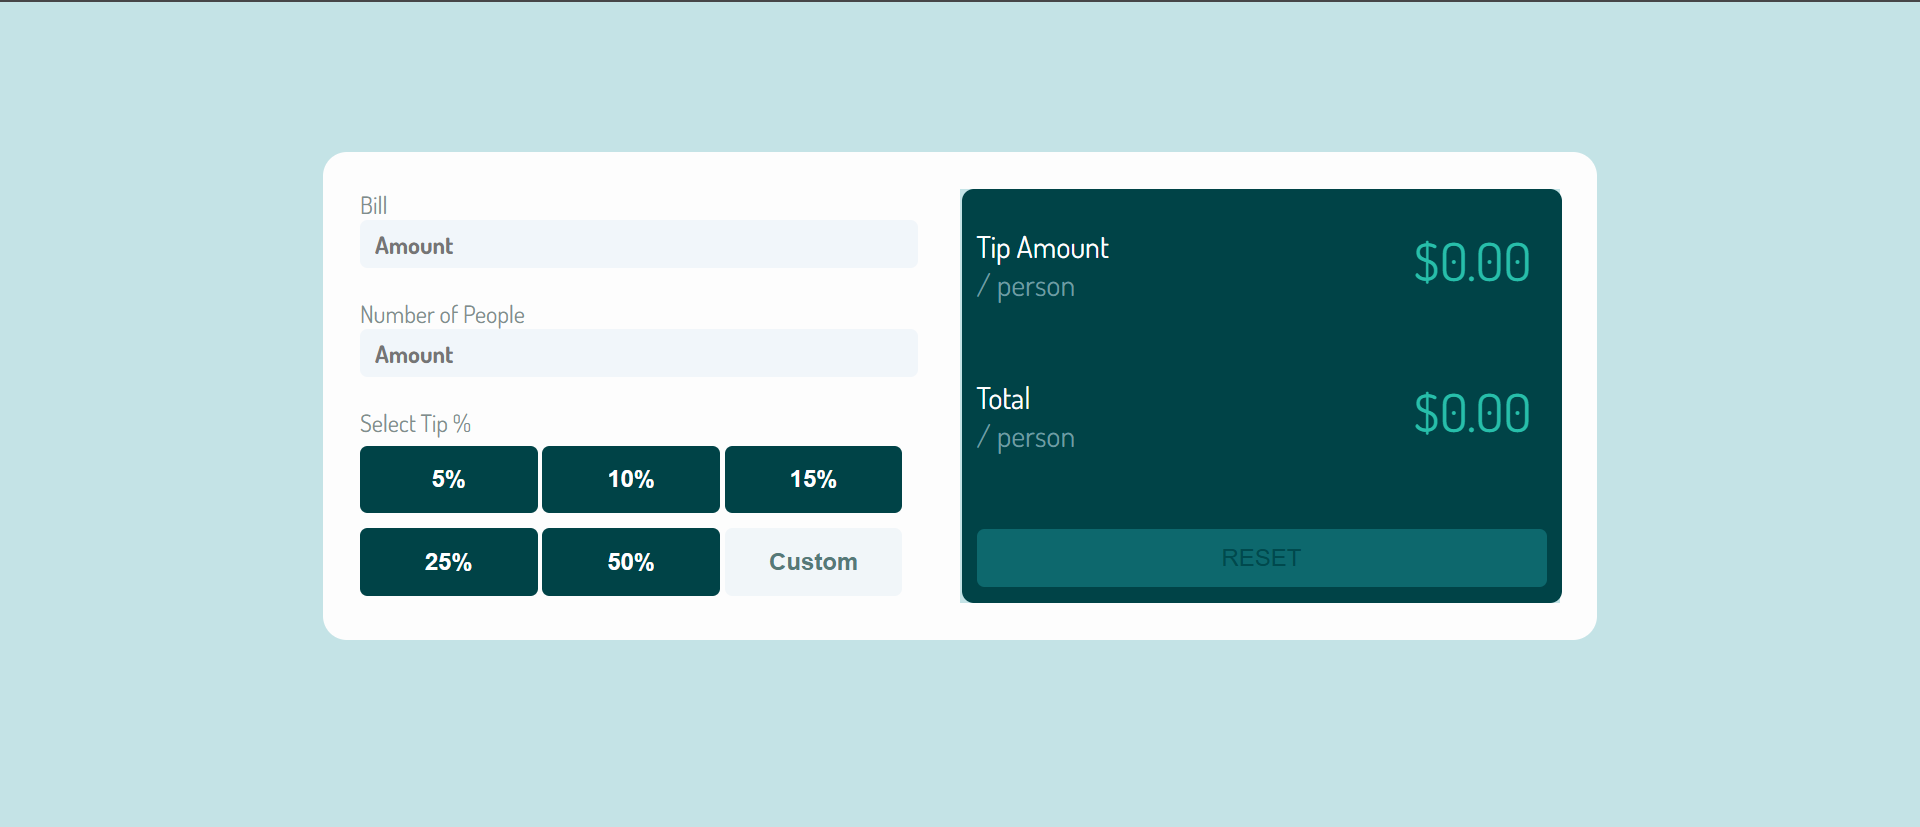 Bill
Amount
Number of People
Amount
Select Tip %
5% 10% 15%
25% 50% Custom
Tip Amount $0.00
/ person
Total $0.00
/ person
RESET